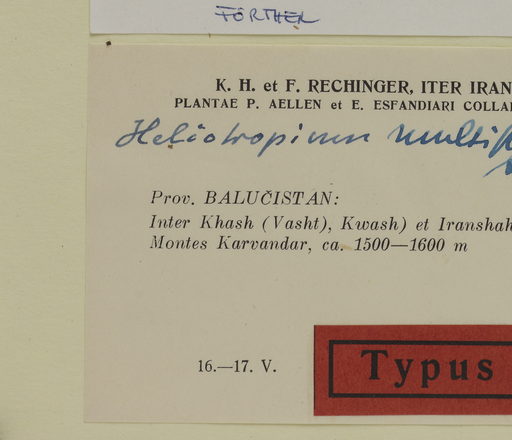 FÖRTHER
K. H. et F. RECHINGER, ITER IRAN
PLANTAE P. AELLEN et E. ESFANDIARI COLLA
Heliotropium
Prov. BALUČISTAN:
Inter Khash (Vasht), Kwash) et Iranshah
Montes Karvandar, ca. 1500—1600 m
16.—17. V.
Typus